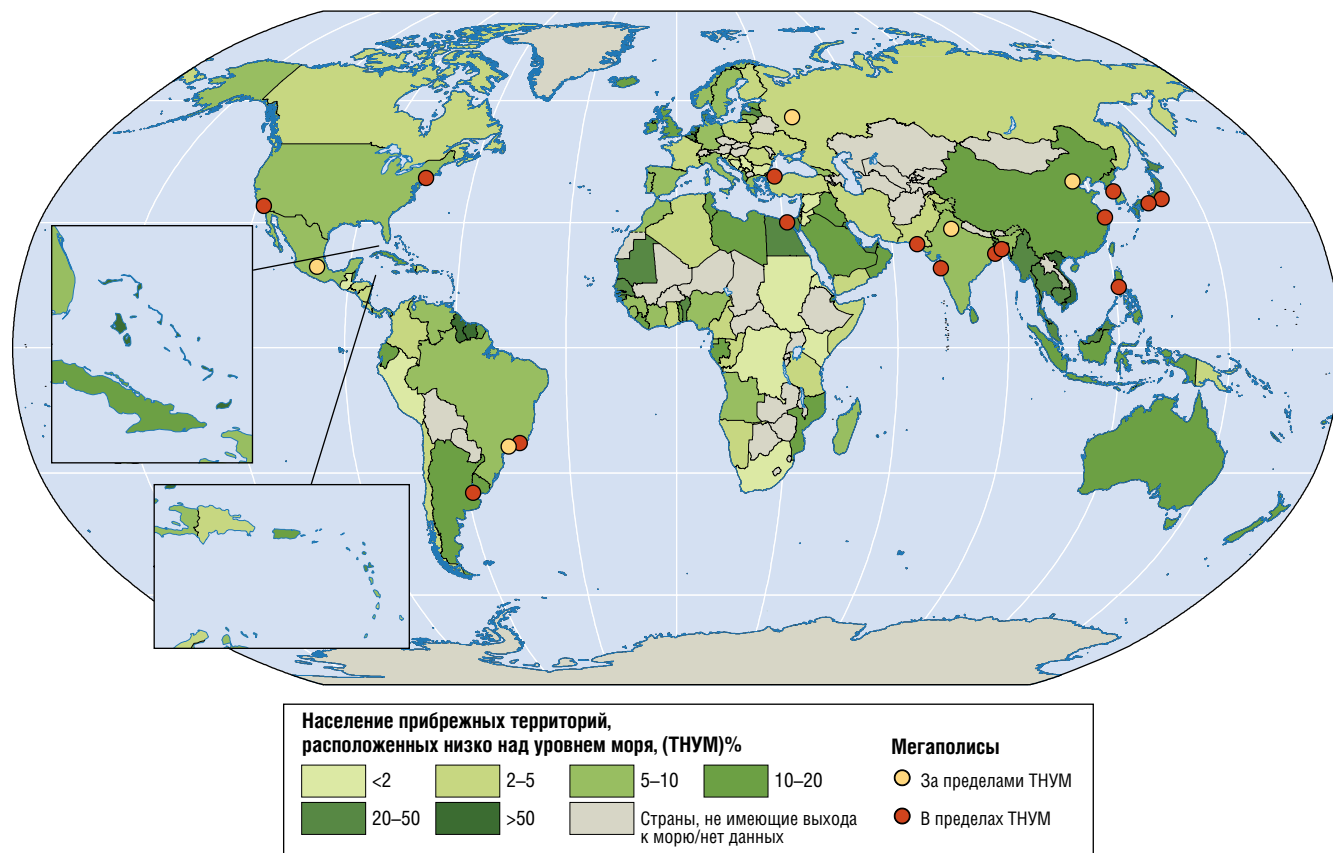 Население прибрежных территорий,
расположенных низко над уровнем моря, (ТНУМ)%
<2
2–5
5–10
10–20
20–50
>50
Страны, не имеющие выхода
к морю/нет данных
Мегаполисы
За пределами ТНУМ
В пределах ТНУМ